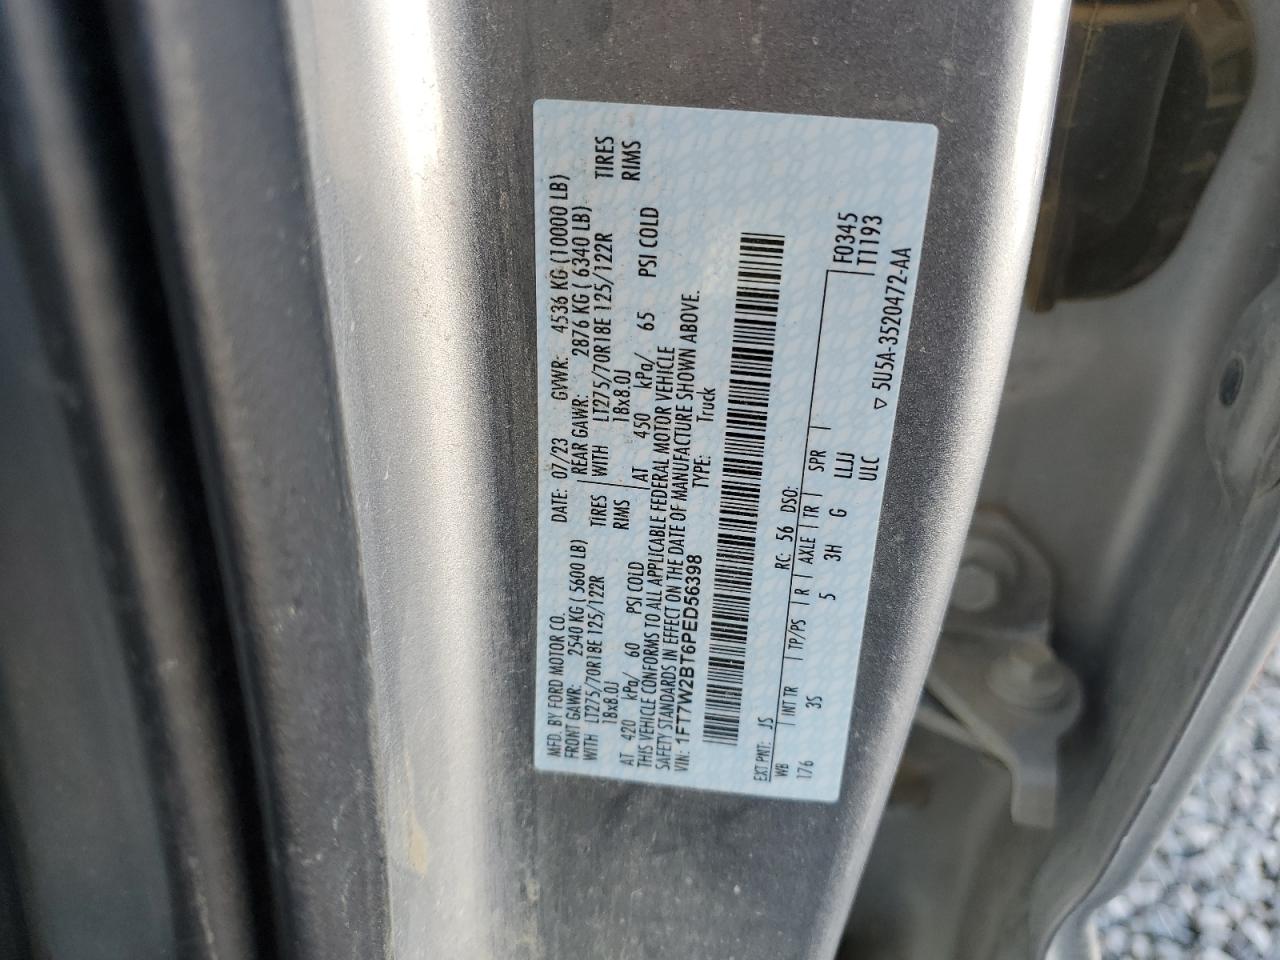 MFD. BY FORD MOTOR CO.
DATE: 07/23 GVWR: 4536 KG (10000 LB)
FRONT GAWR: 2540 KG ( 5600 LB) REAR GAWR: 2876 KG ( 6340 LB)
WITH LT275/70R18E 125/122R TIRES WITH LT275/70R18E 125/122R TIRES
18x8.0J RIMS 18x8.0J RIMS
AT 420 kPa/ 60 PSI COLD AT 450 kPa/ 65 PSI COLD
THIS VEHICLE CONFORMS TO ALL APPLICABLE FEDERAL MOTOR VEHICLE
SAFETY STANDARDS IN EFFECT ON THE DATE OF MANUFACTURE SHOWN ABOVE.
VIN: 1FT7W2BT6PED56398 TYPE: Truck
EXT PNT: JS RC: 56 DSO:
WB INT TR TP/PS R AXLE TR SPR F0345
176 3S 5 3H G LLJJ T1193
ULC
▽ 5U5A-3520472-AA